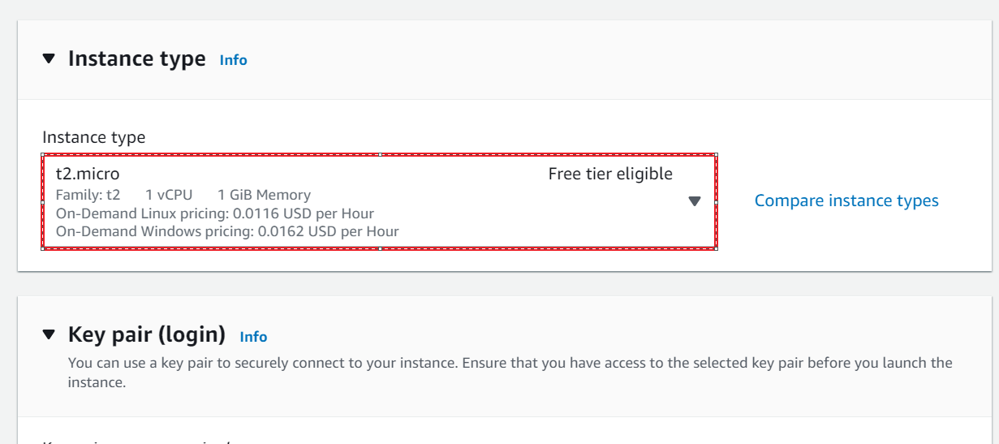 Instance type Info
Instance type
t2.micro Free tier eligible
Family: t2 1 vCPU 1 GiB Memory
On-Demand Linux pricing: 0.0116 USD per Hour
On-Demand Windows pricing: 0.0162 USD per Hour
Compare instance types
Key pair (login) Info
You can use a key pair to securely connect to your instance. Ensure that you have access to the selected key pair before you launch the
instance.